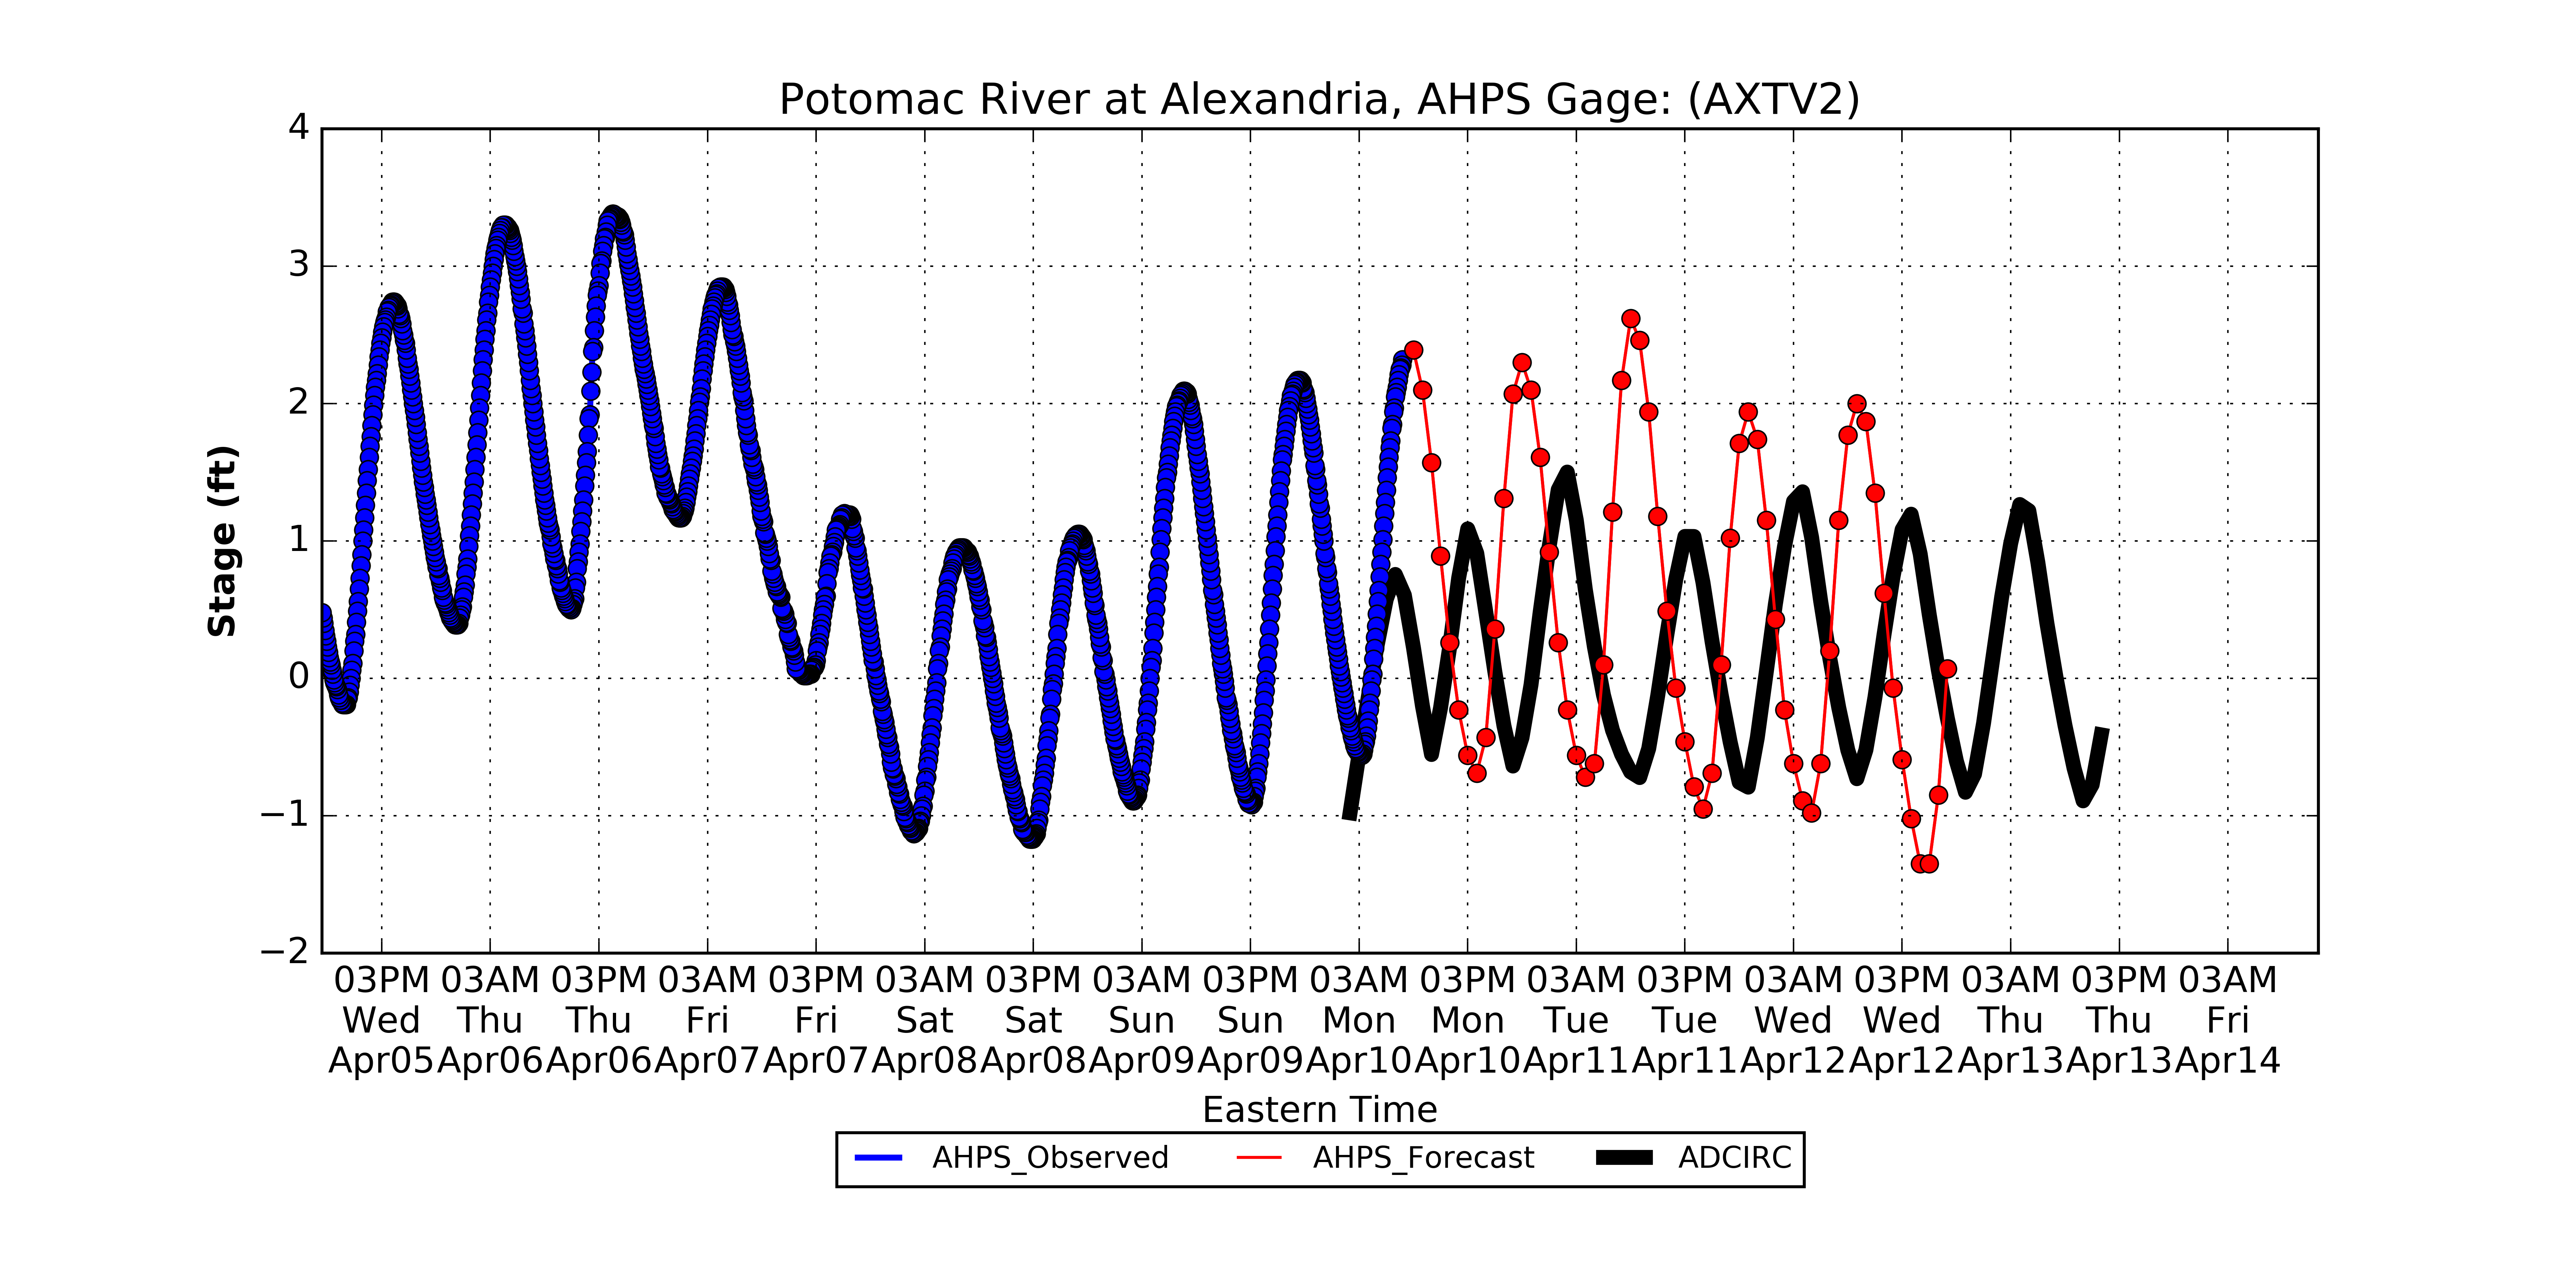 Potomac River at Alexandria, AHPS Gage: (AXTV2)
4
3
2
1
0
−1
−2
Stage (ft)
03PM 03AM 03PM 03AM 03PM 03AM 03PM 03AM 03PM 03AM 03PM 03AM 03PM 03AM 03PM 03AM 03PM 03AM
Wed Thu Thu Fri Fri Sat Sat Sun Sun Mon Mon Tue Tue Wed Wed Thu Thu Fri
Apr05 Apr06 Apr06 Apr07 Apr07 Apr08 Apr08 Apr09 Apr09 Apr10 Apr10 Apr11 Apr11 Apr12 Apr12 Apr13 Apr13 Apr14
Eastern Time
AHPS_Observed AHPS_Forecast ADCIRC